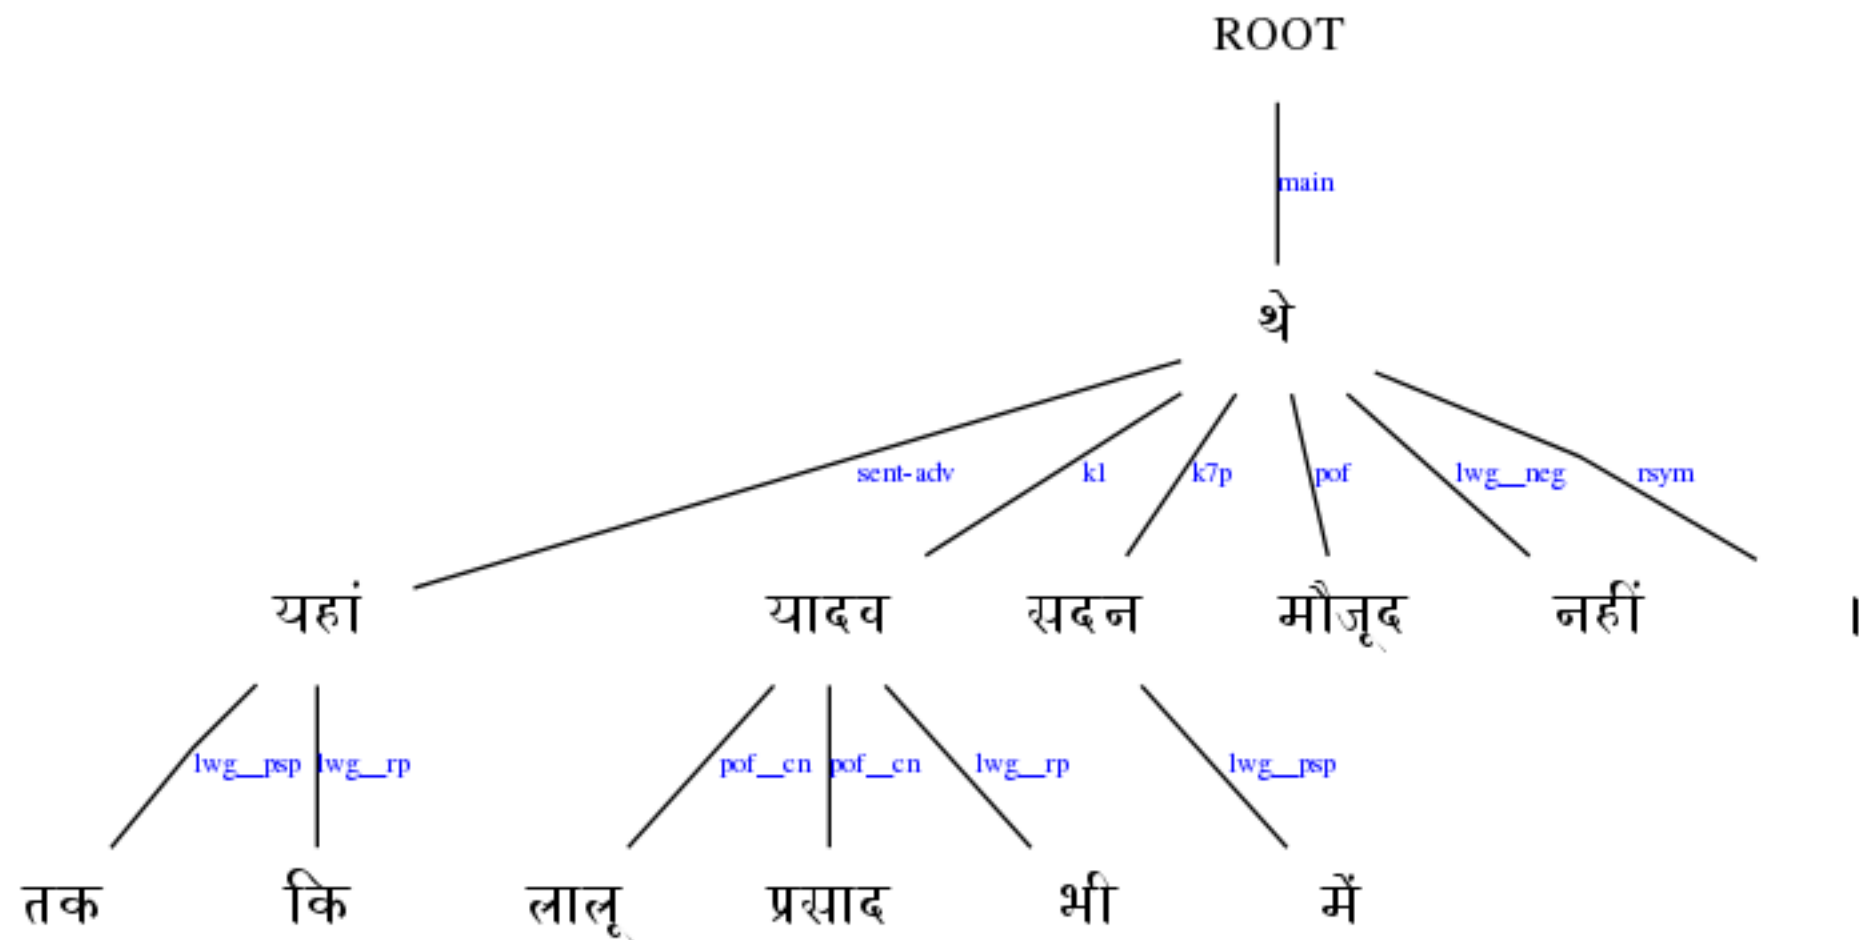 ROOT
main
थे
sent-adv k1 k7p pof lwg__neg rsym
यहां यादव सदन मौजूद नहीं ।
lwg__psp lwg__rp pof__cn pof__cn lwg__rp lwg__psp
तक कि लालू प्रसाद भी में